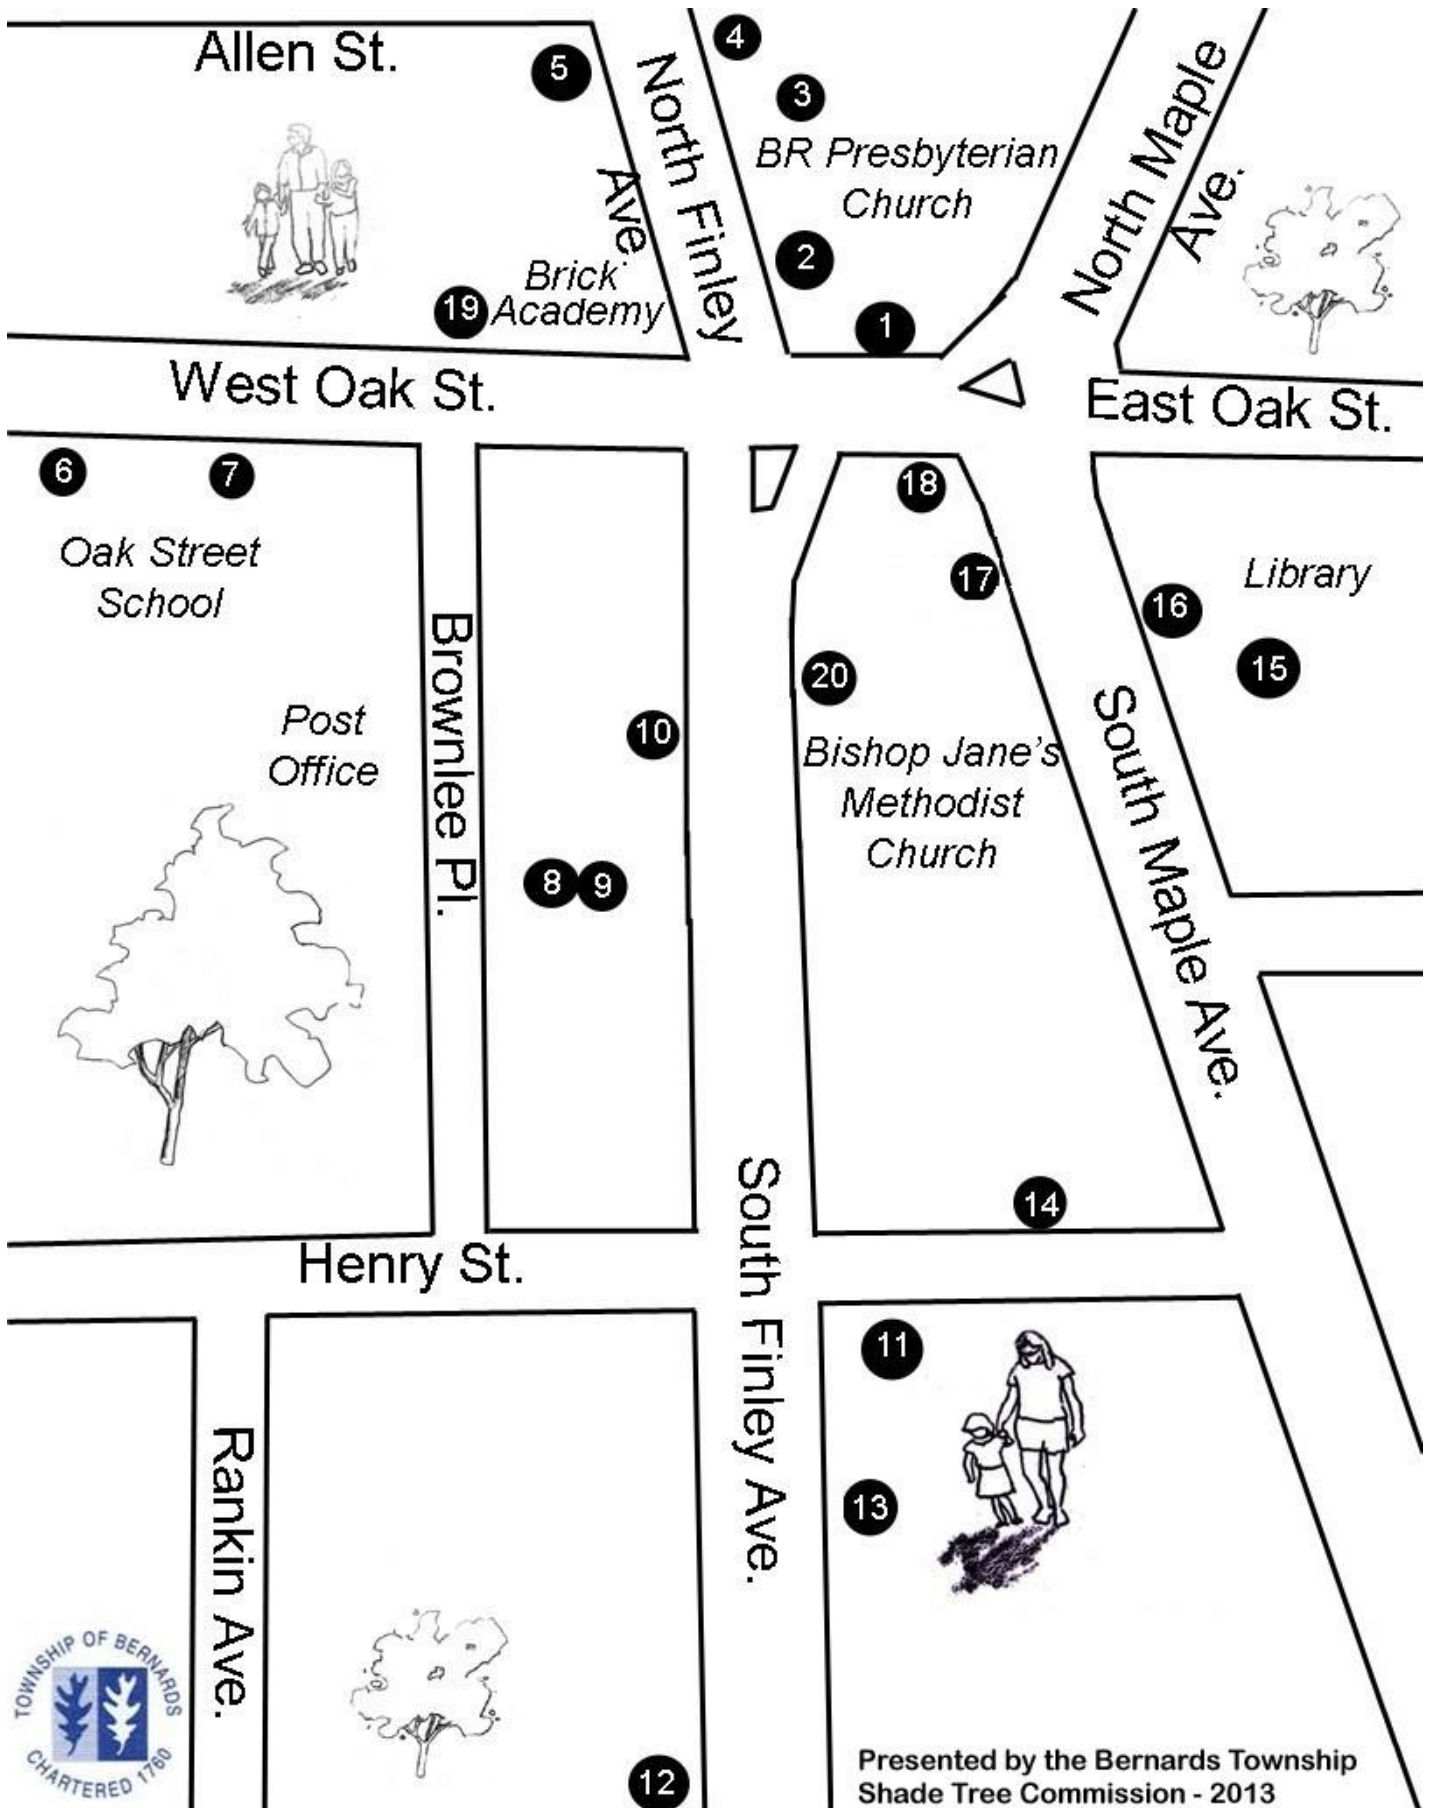 Allen St.
5
4
3
North Finley
Ave.
BR Presbyterian
Church
North Maple
Ave.
2
1
Brick
Academy
19
West Oak St.
East Oak St.
6
7
Oak Street
School
18
17
Library
16
15
20
Brownlee Pl.
Post
Office
10
Bishop Jane's
Methodist
Church
South Maple Ave.
8
9
14
Henry St.
South Finley Ave.
11
13
Rankin Ave.
TOWNSHIP OF BERNARDS
CHARTERED 1760
12
Presented by the Bernards Township
Shade Tree Commission - 2013